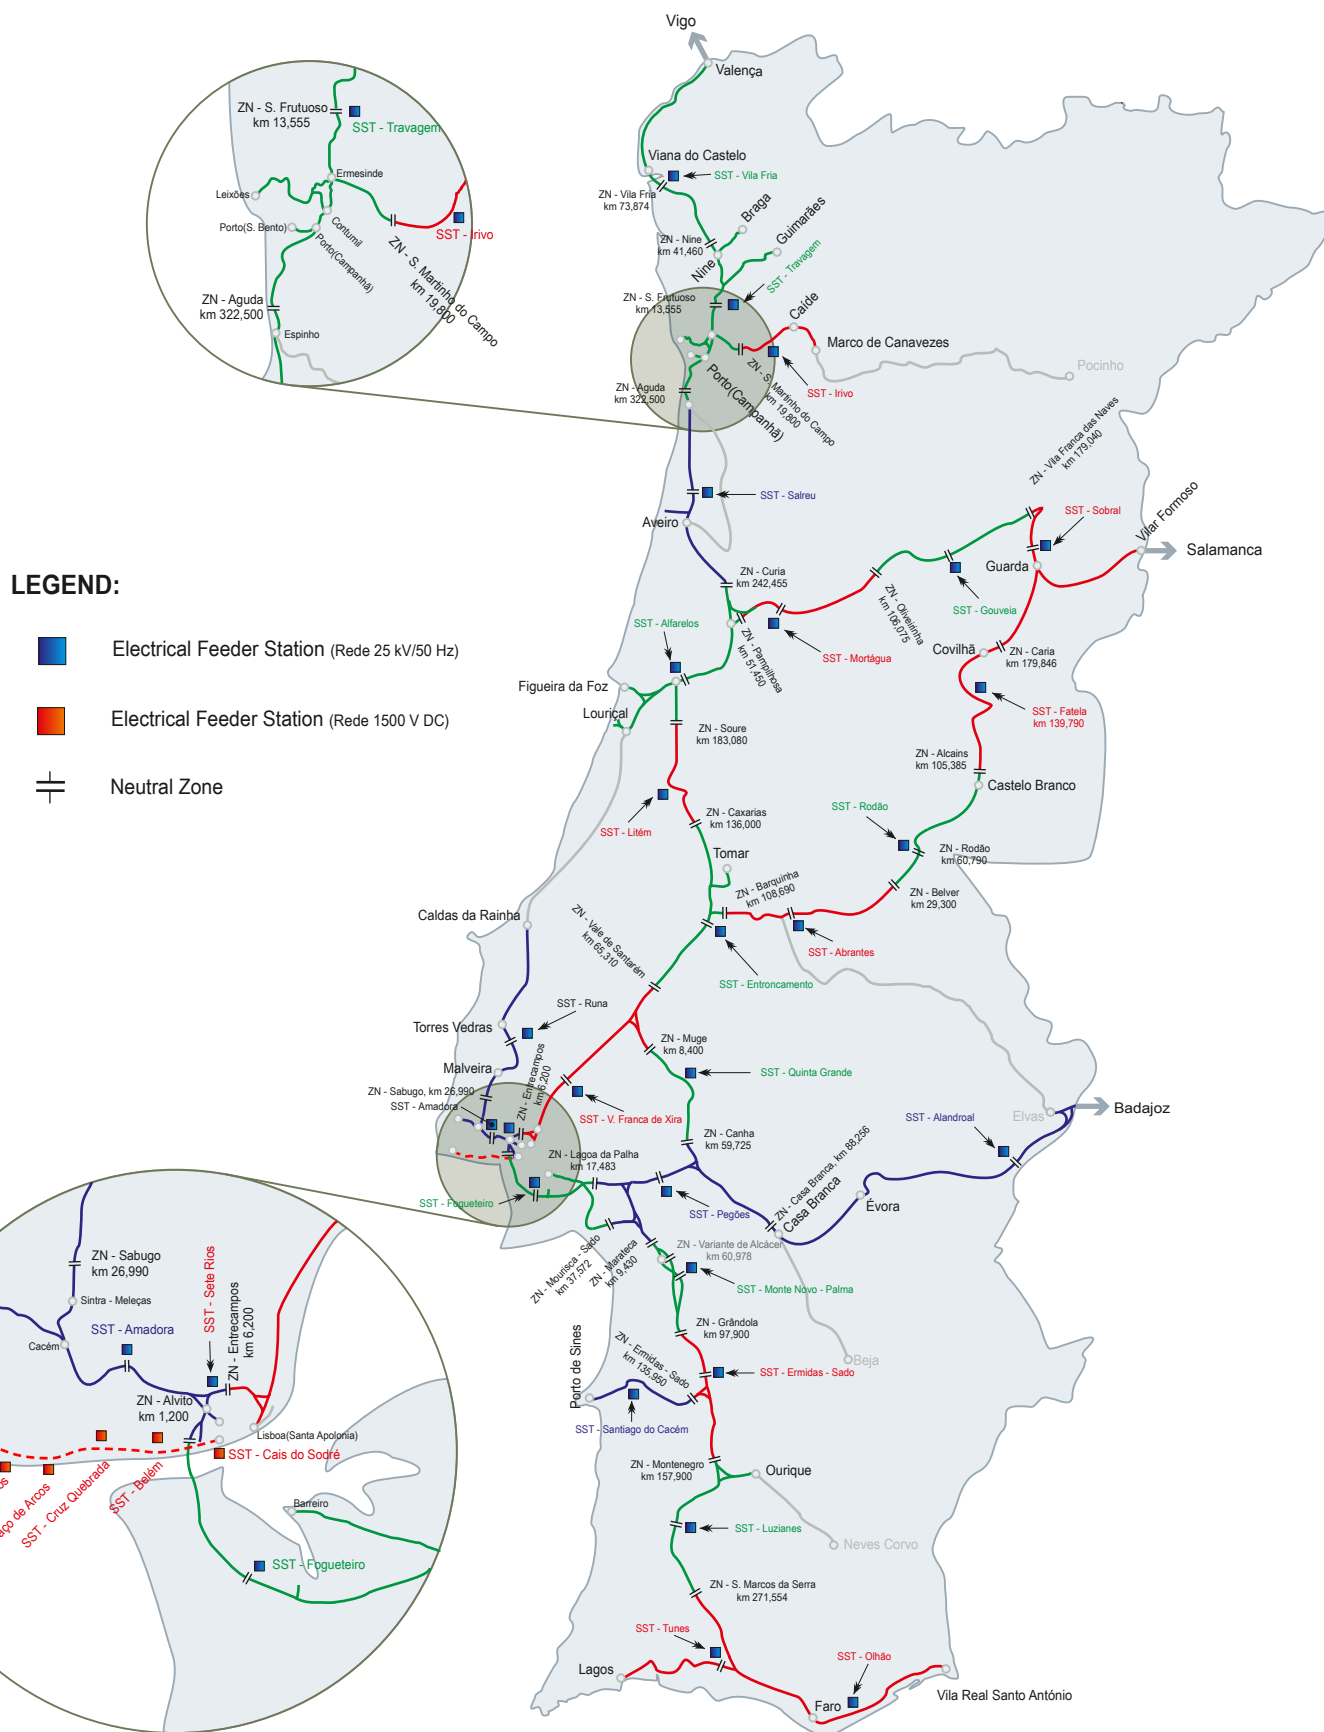 Vigo
Valença
ZN - S. Frutuoso
km 13,555
SST - Travagem
Ermesinde
Leixões
Porto(S. Bento)
Contumil
Porto(Campanhã)
SST - Irivo
ZN - S. Martinho do Campo
km 19,800
ZN - Aguda
km 322,500
Espinho
Viana do Castelo
SST - Vila Fria
ZN - Vila Fria
km 73,874
Braga
Guimarães
ZN - Nine
km 41,460
Nine
SST - Travagem
ZN - S. Frutuoso
km 13,555
Caíde
Marco de Canavezes
Pocinho
ZN - S. Martinho do Campo
km 19,800
SST - Irivo
ZN - Aguda
km 322,500
Porto(Campanhã)
ZN - Vila Franca das Naves
km 179,040
SST - Salreu
Aveiro
SST - Sobral
Vilar Formoso
Salamanca
Guarda
ZN - Curia
km 242,455
ZN - Oliveirinha
km 106,075
SST - Gouveia
LEGEND:
Electrical Feeder Station (Rede 25 kV/50 Hz)
Electrical Feeder Station (Rede 1500 V DC)
Neutral Zone
SST - Alfarelos
ZN - Pampilhosa
km 51,450
SST - Mortágua
Covilhã
ZN - Caria
km 179,846
Figueira da Foz
Louriçal
SST - Fatela
km 139,790
ZN - Soure
km 183,080
ZN - Alcains
km 105,385
Castelo Branco
SST - Litém
ZN - Caxarias
km 136,000
SST - Rodão
ZN - Rodão
km 60,790
Tomar
ZN - Barquinha
km 108,690
ZN - Belver
km 29,300
Caldas da Rainha
ZN - Vale de Santarém
km 65,310
SST - Abrantes
SST - Entroncamento
SST - Runa
Torres Vedras
ZN - Muge
km 8,400
Malveira
ZN - Sabugo, km 26,990
SST - Amadora
ZN - Entrecampos
km 6,200
SST - Quinta Grande
SST - V. Franca de Xira
Elvas
Badajoz
SST - Alandroal
ZN - Canha
km 59,725
ZN - Lagoa da Palha
km 17,483
SST - Fogueteiro
SST - Pegões
ZN - Casa Branca, km 88,256
Casa Branca
Évora
ZN - Mourisca - Sado
km 37,572
ZN - Marateca
km 9,430
ZN - Variante de Alcácer
km 60,978
SST - Monte Novo - Palma
ZN - Grândola
km 97,900
Beja
Porto de Sines
ZN - Ermidas - Sado
km 135,950
SST - Ermidas - Sado
SST - Santiago do Cacém
ZN - Montenegro
km 157,900
Ourique
SST - Luzianes
Neves Corvo
ZN - S. Marcos da Serra
km 271,554
SST - Tunes
SST - Olhão
Lagos
Faro
Vila Real Santo António
ZN - Sabugo
km 26,990
Sintra - Meleças
SST - Amadora
Cacém
SST - Sete Rios
ZN - Entrecampos
km 6,200
ZN - Alvito
km 1,200
Lisboa(Santa Apolonia)
SST - Cais do Sodré
SST - Belém
SST - Cruz Quebrada
aço de Arcos
os
Barreiro
SST - Fogueteiro